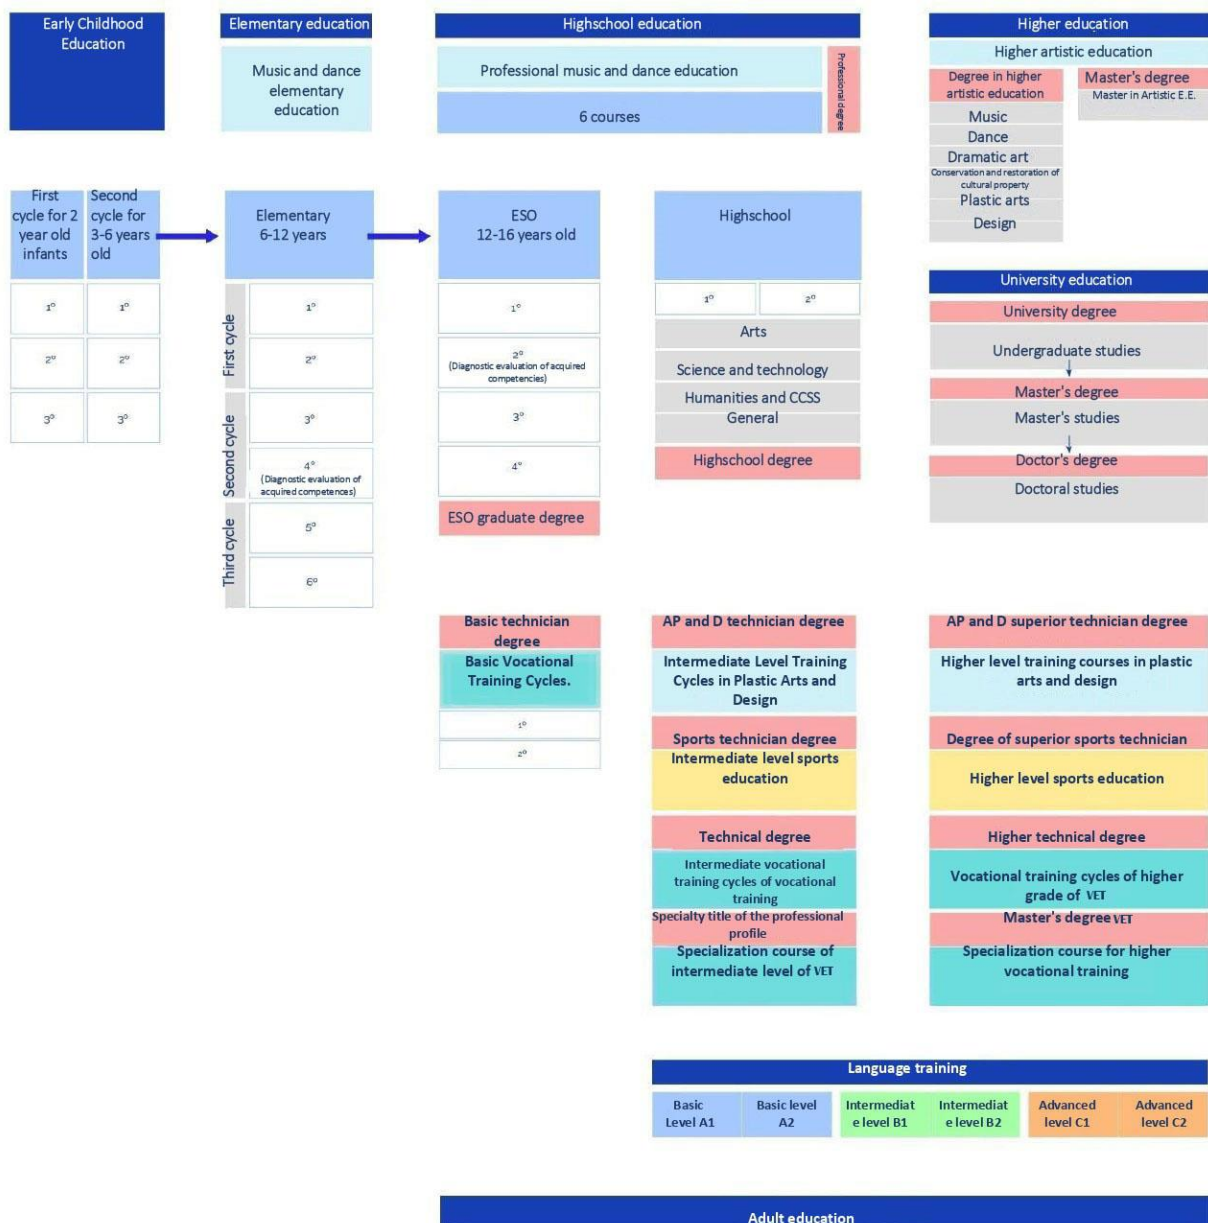 Early Childhood
Education
Elementary education
Highschool education
Higher education
Music and dance
elementary
education
Professional music and dance education
6 courses
Professional degree
Higher artistic education
Degree in higher
artistic education
Master's degree
Master in Artistic E.E.
Music
Dance
Dramatic art
Conservation and restoration of
cultural property
Plastic arts
Design
First
cycle for 2
year old
infants
Second
cycle for
3-6 years
old
Elementary
6-12 years
ESO
12-16 years old
Highschool
1º
1º
2º
2º
3º
3º
First cycle
Second cycle
Third cycle
1º
2º
3º
4º
(Diagnostic evaluation of
acquired competences)
5º
6º
1º
2º
(Diagnostic evaluation of acquired
competencies)
3º
4º
ESO graduate degree
1º
2º
Arts
Science and technology
Humanities and CCSS
General
Highschool degree
University education
University degree
Undergraduate studies
Master's degree
Master's studies
Doctor's degree
Doctoral studies
Basic technician
degree
Basic Vocational
Training Cycles.
1º
2º
AP and D technician degree
Intermediate Level Training
Cycles in Plastic Arts and
Design
Sports technician degree
Intermediate level sports
education
Technical degree
Intermediate vocational
training cycles of vocational
training
Specialty title of the professional
profile
Specialization course of
intermediate level of VET
AP and D superior technician degree
Higher level training courses in plastic
arts and design
Degree of superior sports technician
Higher level sports education
Higher technical degree
Vocational training cycles of higher
grade of VET
Master's degree VET
Specialization course for higher
vocational training
Language training
Basic
Level A1
Basic level
A2
Intermediat
e level B1
Intermediat
e level B2
Advanced
level C1
Advanced
level C2
Adult education